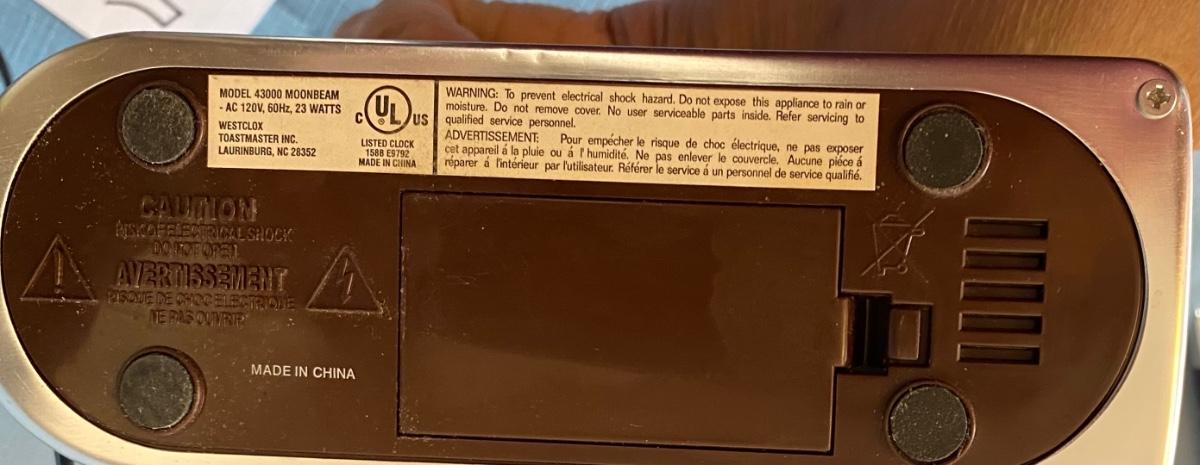 MODEL 43000 MOONBEAM
- AC 120V, 60Hz, 23 WATTS
WESTCLOX
TOASTMASTER INC.
LAURINBURG, NC 28352
C UL US
LISTED CLOCK
158B E9792
MADE IN CHINA
WARNING: To prevent electrical shock hazard. Do not expose this appliance to rain or
moisture. Do not remove cover. No user serviceable parts inside. Refer servicing to
qualified service personnel.
ADVERTISSEMENT: Pour empécher le risque de choc électrique, ne pas exposer
cet appareil á la pluie ou á l' humidité. Ne pas enlever le couvercle. Aucune piéce á
réparer á l'intérieur par l'utilisateur. Référer le service á un personnel de service qualifié.
CAUTION
RISK OF ELECTRICAL SHOCK
DO NOT OPEN
AVERTISSEMENT
RISQUE DE CHOC ELECTRIQUE
NE PAS OUVRIR
MADE IN CHINA